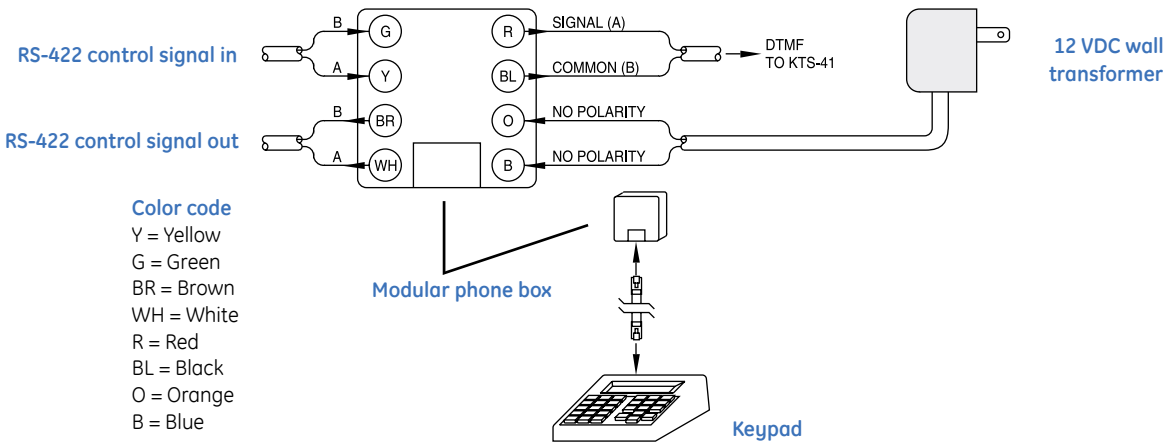 RS-422 control signal in
B
A
G
Y
R
BL
SIGNAL (A)
COMMON (B)
DTMF
TO KTS-41
12 VDC wall
transformer
RS-422 control signal out
B
A
BR
WH
O
B
NO POLARITY
NO POLARITY
Color code
Y = Yellow
G = Green
BR = Brown
WH = White
R = Red
BL = Black
O = Orange
B = Blue
Modular phone box
Keypad